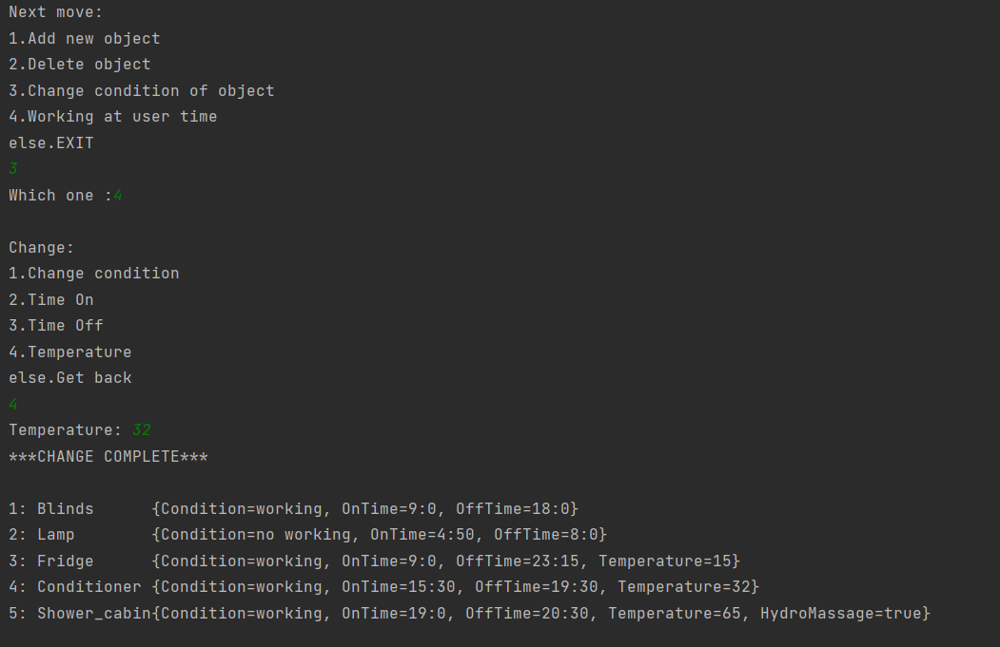 Next move:
1.Add new object
2.Delete object
3.Change condition of object
4.Working at user time
else.EXIT
3
Which one :4
Change:
1.Change condition
2.Time On
3.Time Off
4.Temperature
else.Get back
4
Temperature: 32
***CHANGE COMPLETE***
1: Blinds      {Condition=working, OnTime=9:0, OffTime=18:0}
2: Lamp        {Condition=no working, OnTime=4:50, OffTime=8:0}
3: Fridge      {Condition=working, OnTime=9:0, OffTime=23:15, Temperature=15}
4: Conditioner {Condition=working, OnTime=15:30, OffTime=19:30, Temperature=32}
5: Shower_cabin{Condition=working, OnTime=19:0, OffTime=20:30, Temperature=65, HydroMassage=true}